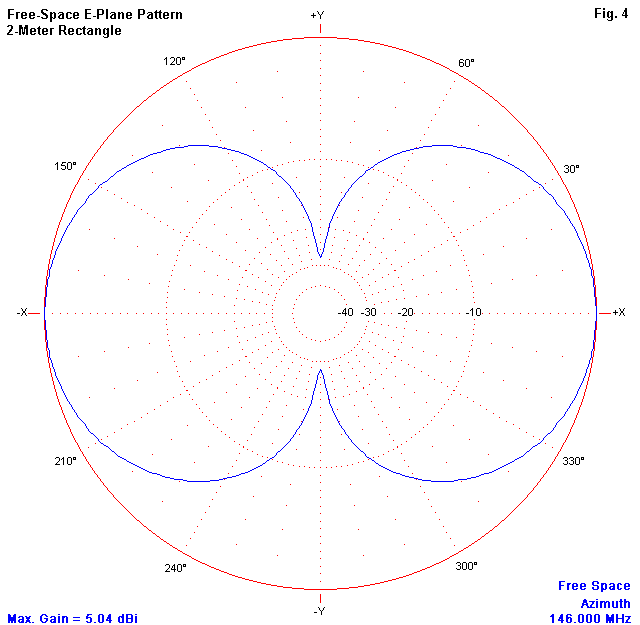 Free-Space E-Plane Pattern
2-Meter Rectangle
+Y
Fig. 4
120°
60°
150°
30°
-X
-40
-30
-20
-10
+X
210°
330°
240°
300°
-Y
Free Space
Azimuth
Max. Gain = 5.04 dBi
146.000 MHz